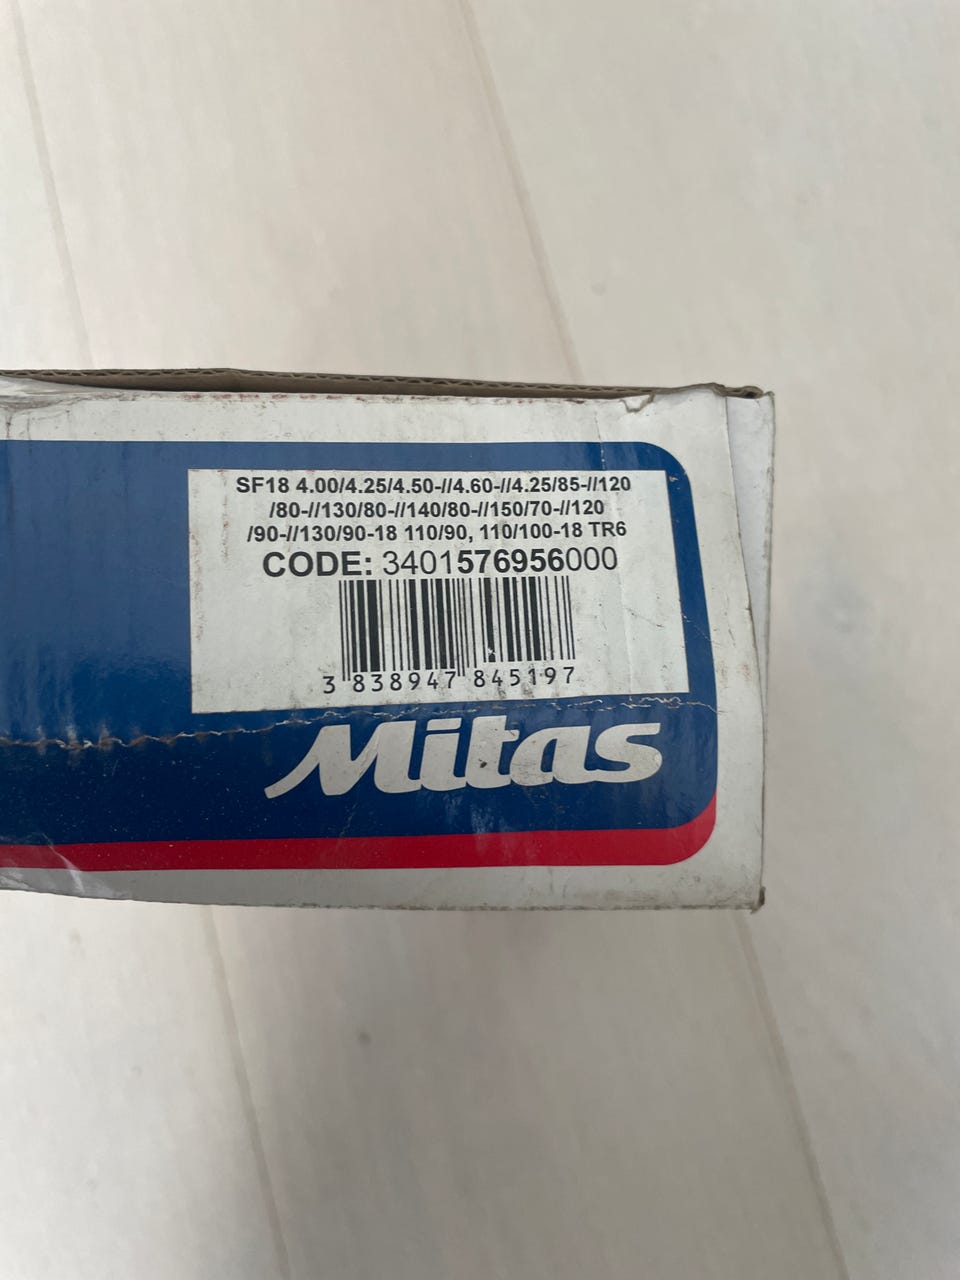 SF18 4.00/4.25/4.50-//4.60-//4.25/85-//120
/80-//130/80-//140/80-//150/70-//120
/90-//130/90-18 110/90, 110/100-18 TR6
CODE: 3401576956000
3 838947 845197
Mitas